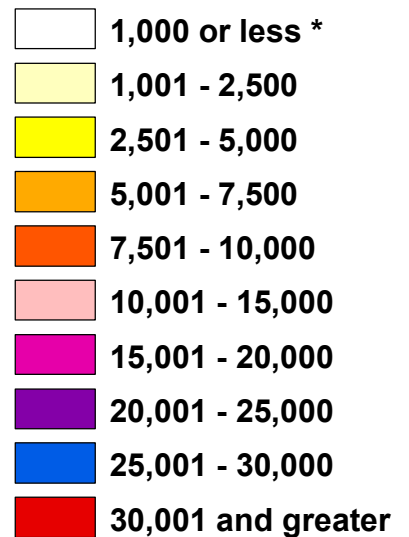 1,000 or less *
1,001 - 2,500
2,501 - 5,000
5,001 - 7,500
7,501 - 10,000
10,001 - 15,000
15,001 - 20,000
20,001 - 25,000
25,001 - 30,000
30,001 and greater